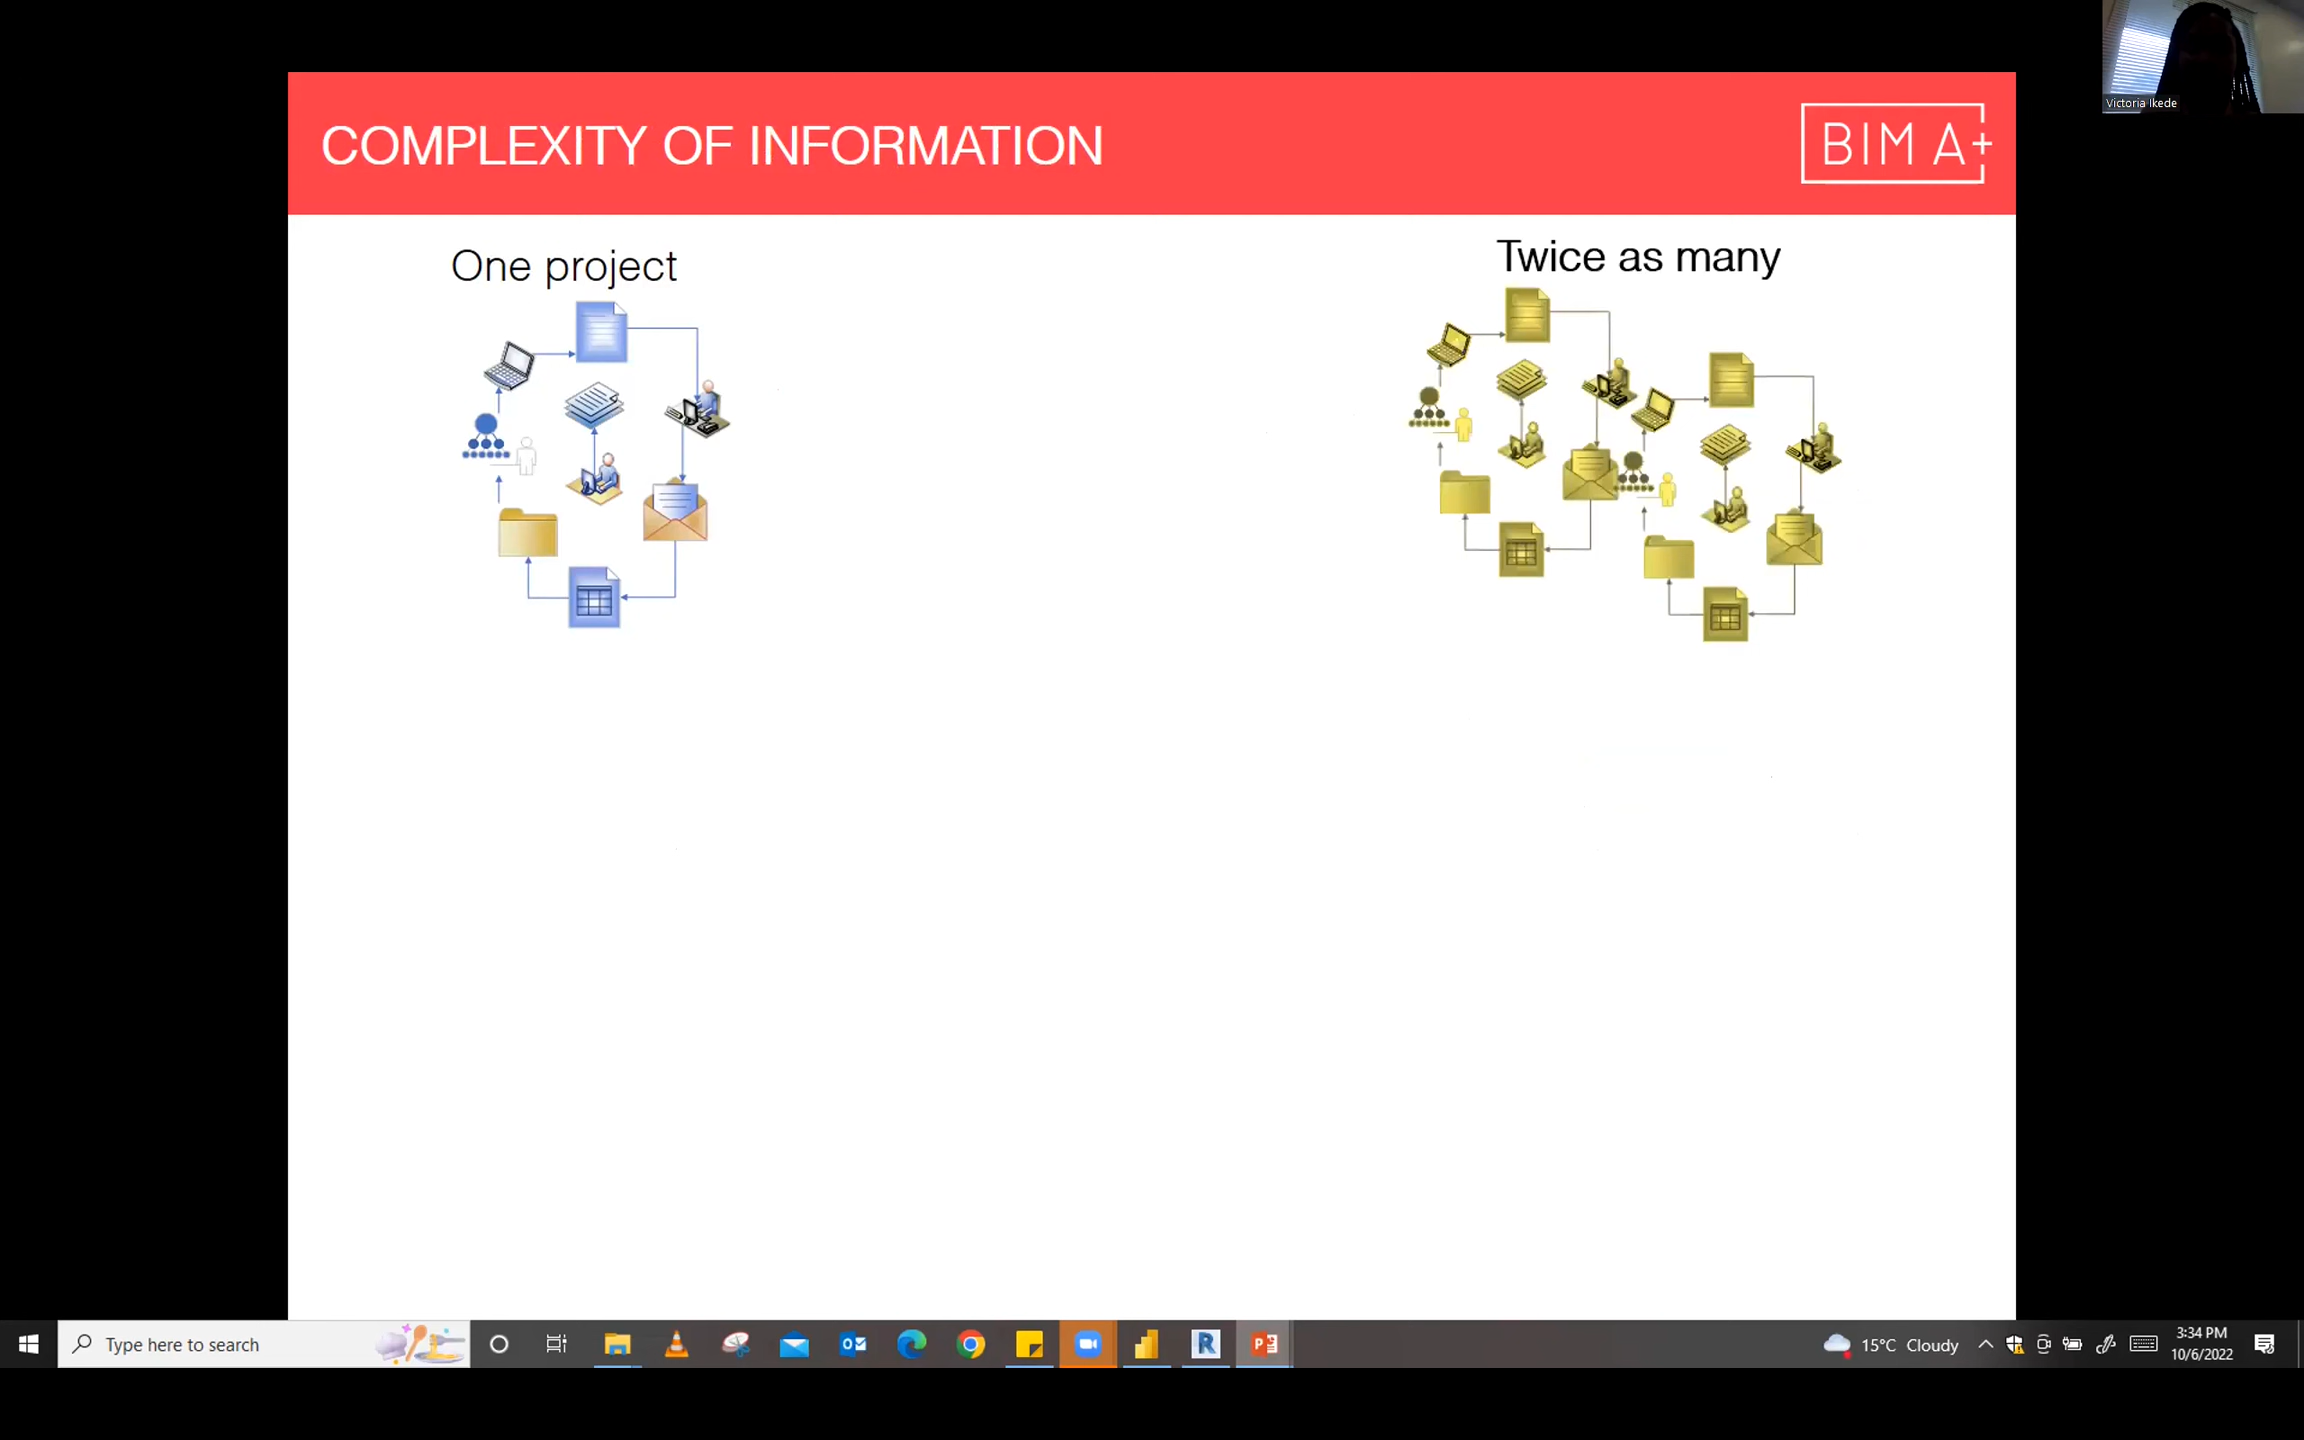 Victoria Ikede
COMPLEXITY OF INFORMATION
BIM A+
One project
Twice as many
Type here to search
15°C Cloudy
3:34 PM
10/6/2022